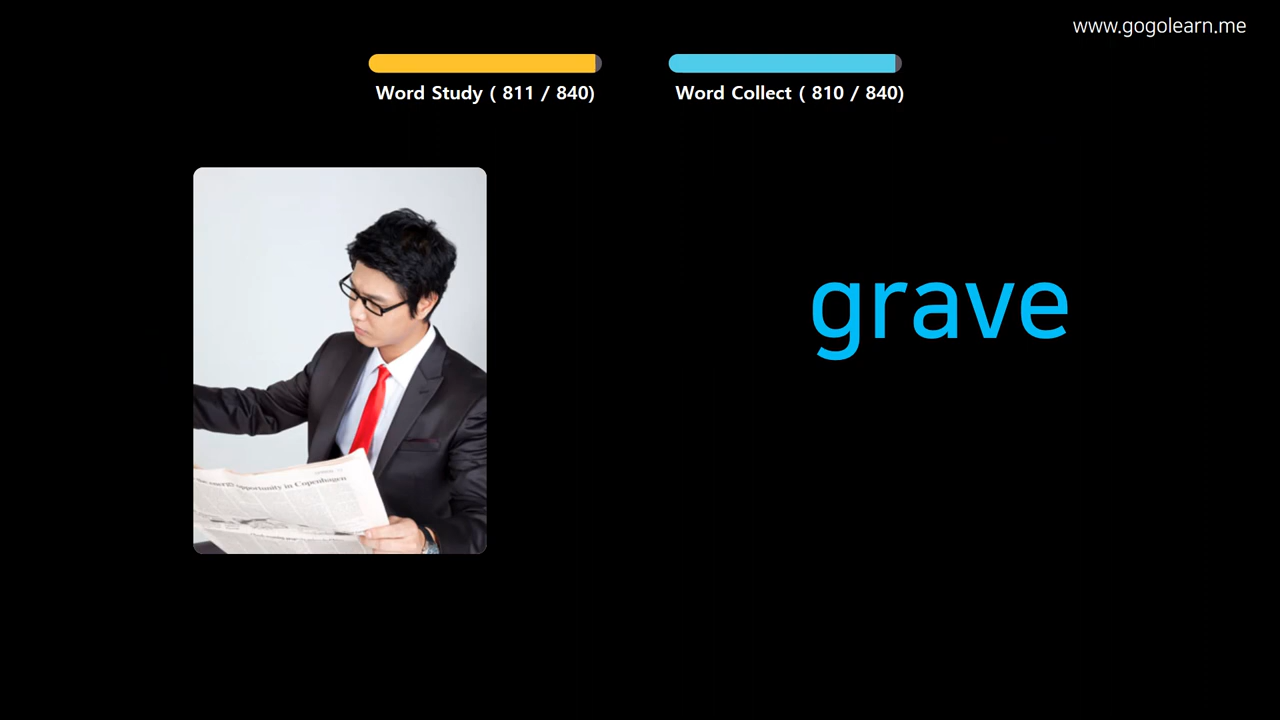 www.gogolearn.me
Word Study ( 811 / 840)
Word Collect ( 810 / 840)
grave
opportunity in Copenhagen